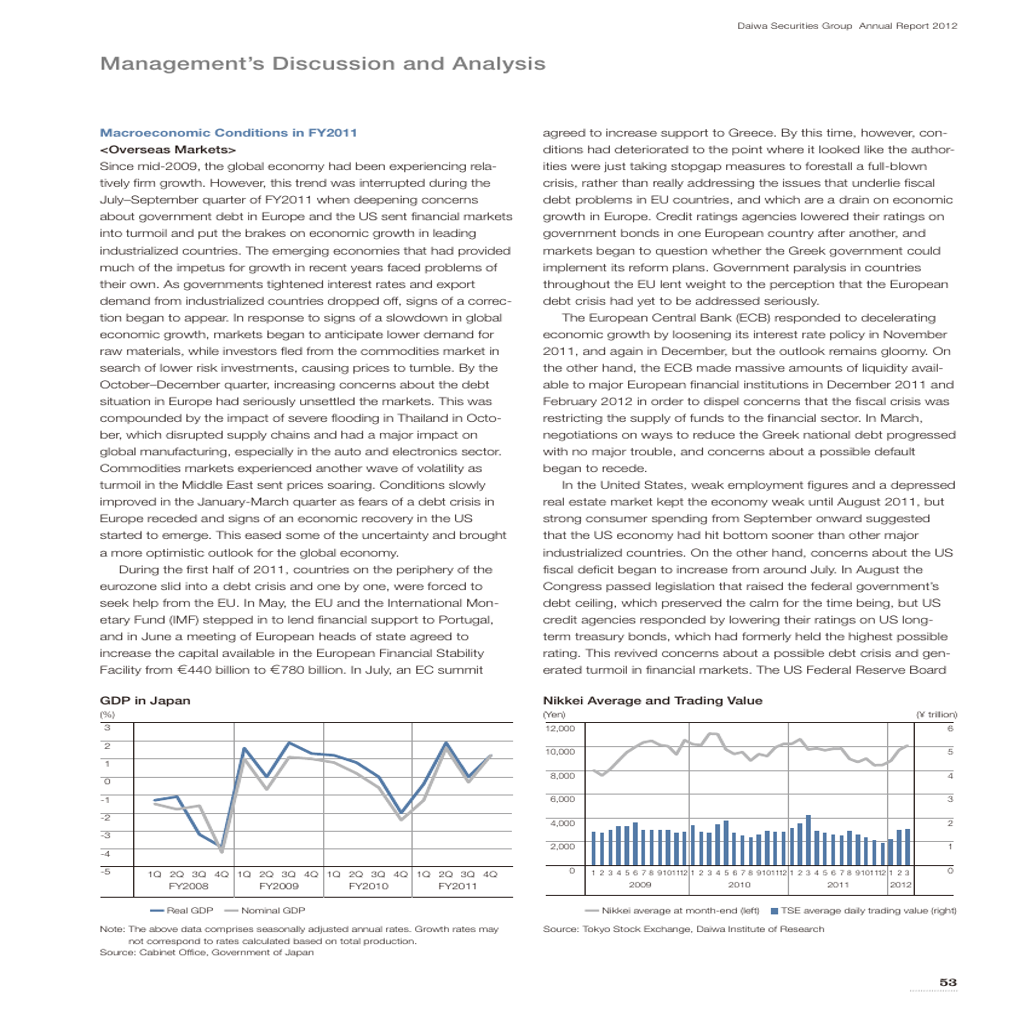 Daiwa Securities Group  Annual Report 2012
Management's Discussion and Analysis
Macroeconomic Conditions in FY2011
<Overseas Markets>
Since mid-2009, the global economy had been experiencing rela-
tively firm growth. However, this trend was interrupted during the
July–September quarter of FY2011 when deepening concerns
about government debt in Europe and the US sent financial markets
into turmoil and put the brakes on economic growth in leading
industrialized countries. The emerging economies that had provided
much of the impetus for growth in recent years faced problems of
their own. As governments tightened interest rates and export
demand from industrialized countries dropped off, signs of a correc-
tion began to appear. In response to signs of a slowdown in global
economic growth, markets began to anticipate lower demand for
raw materials, while investors fled from the commodities market in
search of lower risk investments, causing prices to tumble. By the
October–December quarter, increasing concerns about the debt
situation in Europe had seriously unsettled the markets. This was
compounded by the impact of severe flooding in Thailand in Octo-
ber, which disrupted supply chains and had a major impact on
global manufacturing, especially in the auto and electronics sector.
Commodities markets experienced another wave of volatility as
turmoil in the Middle East sent prices soaring. Conditions slowly
improved in the January-March quarter as fears of a debt crisis in
Europe receded and signs of an economic recovery in the US
started to emerge. This eased some of the uncertainty and brought
a more optimistic outlook for the global economy.
During the first half of 2011, countries on the periphery of the
eurozone slid into a debt crisis and one by one, were forced to
seek help from the EU. In May, the EU and the International Mon-
etary Fund (IMF) stepped in to lend financial support to Portugal,
and in June a meeting of European heads of state agreed to
increase the capital available in the European Financial Stability
Facility from €440 billion to €780 billion. In July, an EC summit
agreed to increase support to Greece. By this time, however, con-
ditions had deteriorated to the point where it looked like the author-
ities were just taking stopgap measures to forestall a full-blown
crisis, rather than really addressing the issues that underlie fiscal
debt problems in EU countries, and which are a drain on economic
growth in Europe. Credit ratings agencies lowered their ratings on
government bonds in one European country after another, and
markets began to question whether the Greek government could
implement its reform plans. Government paralysis in countries
throughout the EU lent weight to the perception that the European
debt crisis had yet to be addressed seriously.
The European Central Bank (ECB) responded to decelerating
economic growth by loosening its interest rate policy in November
2011, and again in December, but the outlook remains gloomy. On
the other hand, the ECB made massive amounts of liquidity avail-
able to major European financial institutions in December 2011 and
February 2012 in order to dispel concerns that the fiscal crisis was
restricting the supply of funds to the financial sector. In March,
negotiations on ways to reduce the Greek national debt progressed
with no major trouble, and concerns about a possible default
began to recede.
In the United States, weak employment figures and a depressed
real estate market kept the economy weak until August 2011, but
strong consumer spending from September onward suggested
that the US economy had hit bottom sooner than other major
industrialized countries. On the other hand, concerns about the US
fiscal deficit began to increase from around July. In August the
Congress passed legislation that raised the federal government's
debt ceiling, which preserved the calm for the time being, but US
credit agencies responded by lowering their ratings on US long-
term treasury bonds, which had formerly held the highest possible
rating. This revived concerns about a possible debt crisis and gen-
erated turmoil in financial markets. The US Federal Reserve Board
GDP in Japan
(%)
3
2
1
0
-1
-2
-3
-4
-5
1Q 2Q 3Q 4Q 1Q 2Q 3Q 4Q 1Q 2Q 3Q 4Q 1Q 2Q 3Q 4Q
FY2008 FY2009 FY2010 FY2011
Real GDP Nominal GDP
Note: The above data comprises seasonally adjusted annual rates. Growth rates may
not correspond to rates calculated based on total production.
Source: Cabinet Office, Government of Japan
Nikkei Average and Trading Value
(Yen) (¥ trillion)
12,000 6
10,000 5
8,000 4
6,000 3
4,000 2
2,000 1
0 0
1 2 3 4 5 6 7 8 9 10 11 12 1 2 3 4 5 6 7 8 9 10 11 12 1 2 3 4 5 6 7 8 9 10 11 12 1 2 3
2009 2010 2011 2012
Nikkei average at month-end (left) TSE average daily trading value (right)
Source: Tokyo Stock Exchange, Daiwa Institute of Research
53